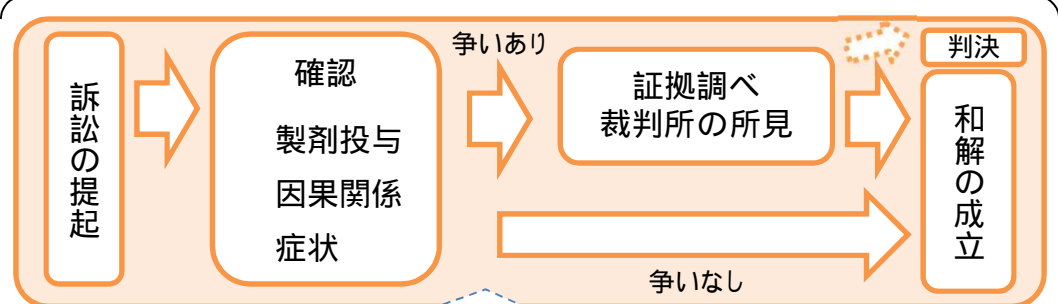 訴訟の提起
確認
製剤投与
因果関係
症状
争いあり
証拠調べ
裁判所の所見
争いなし
判決
和解の成立